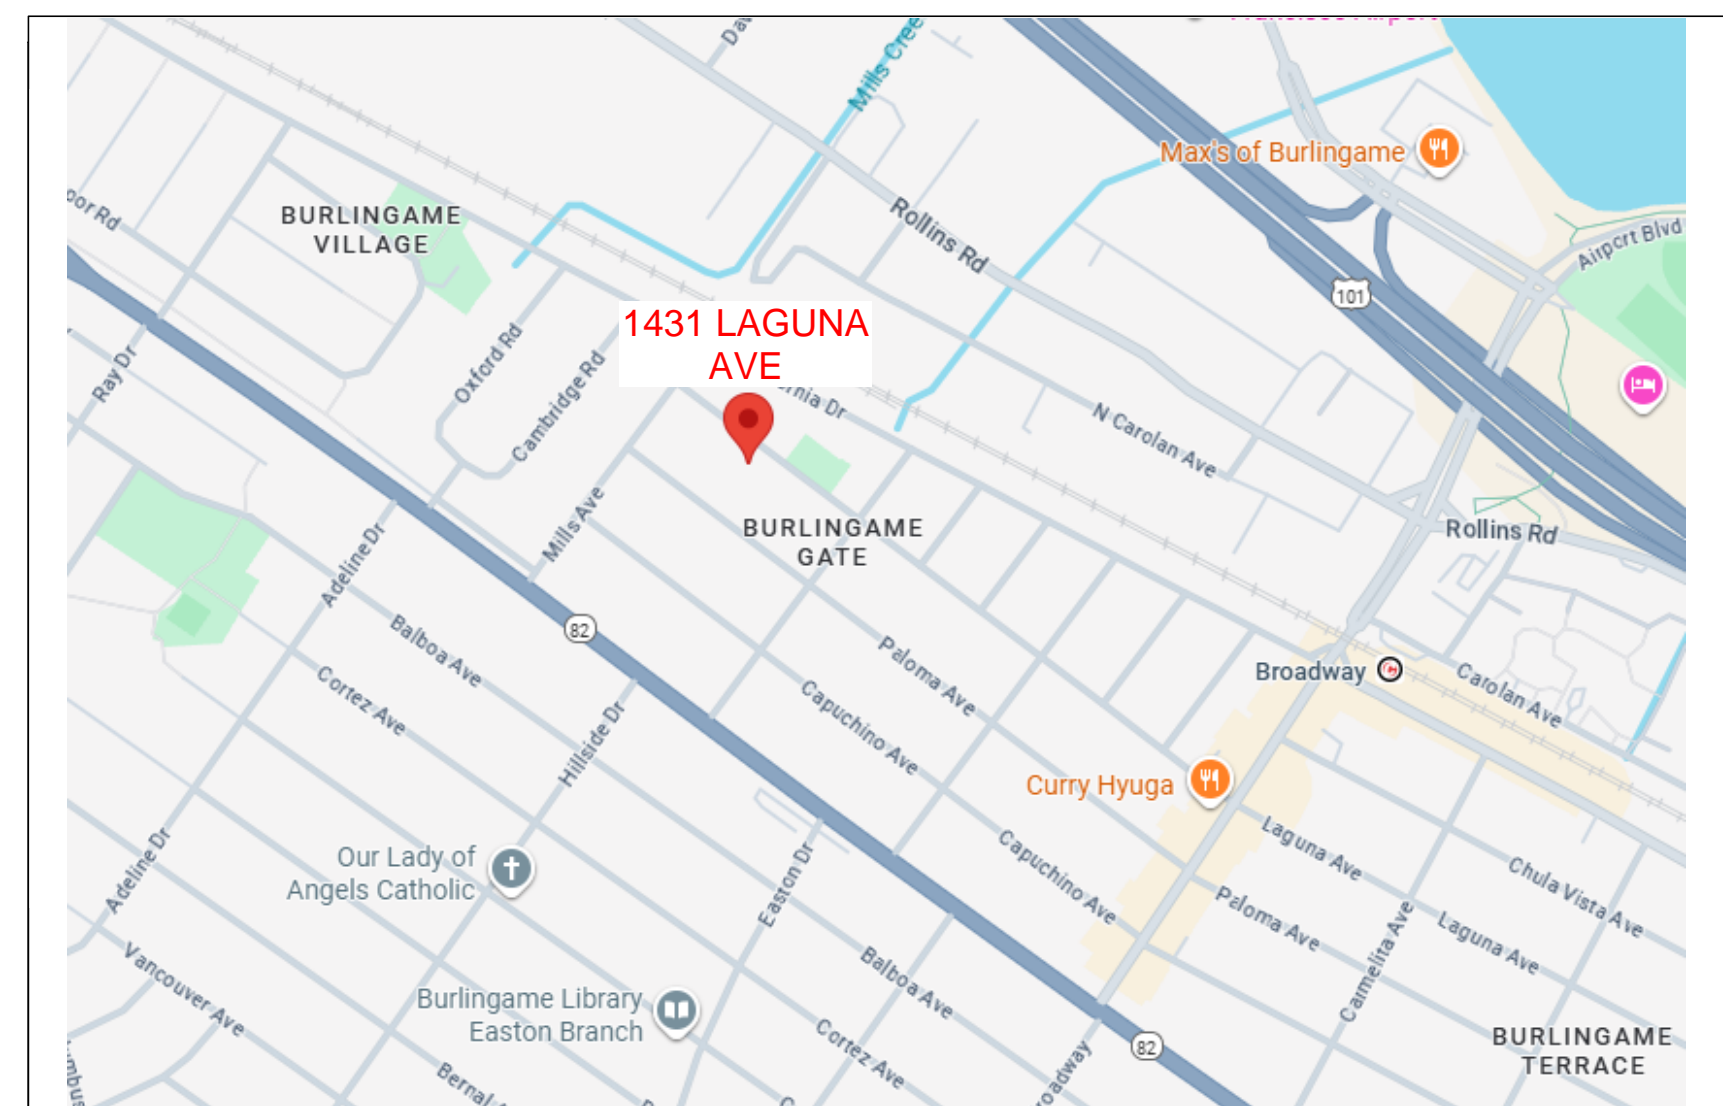 Mills Cree
Max's of Burlingame
Rollins Rd
BURLINGAME
VILLAGE
Airport Blvd
101
1431 LAGUNA
AVE
Oxford Rd
Ray Dr
Cambridge Rd
N Carolan Ave
Mills Ave
BURLINGAME
GATE
Rollins Rd
Adeline Dr
82
Balboa Ave
Paloma Ave
Broadway
Carolan Ave
Cortez Ave
Capuchino Ave
Hillside Dr
Curry Hyuga
Laguna Ave
Chula Vista Ave
Our Lady of
Angels Catholic
Adeline Dr
Easton Dr
Capuchino Ave
Paloma Ave
Carmelita Ave
Laguna Ave
Vancouver Ave
Balboa Ave
Burlingame Library
Easton Branch
Cortez Ave
82
BURLINGAME
TERRACE
Bernal